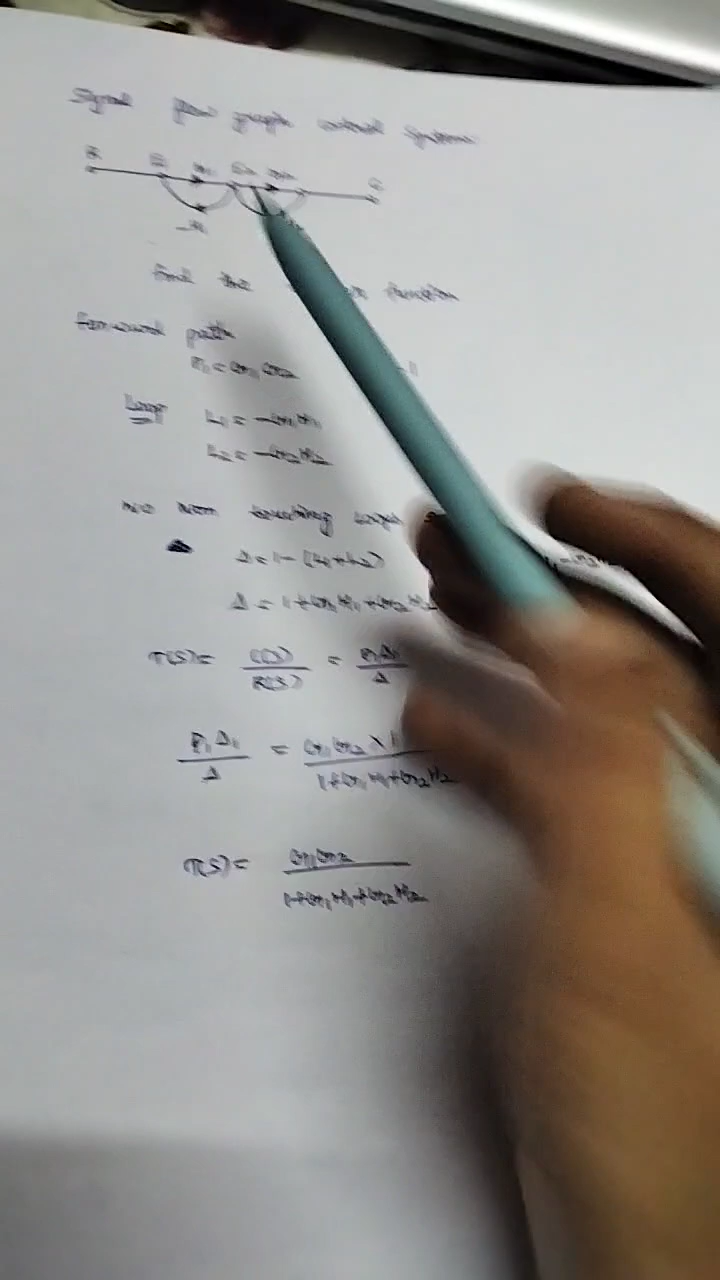 Signal flow graph control systems
R G1 G2 C
-H1
find the function
forward path
P1 = G1 G2
Loop L1 = -G1H1
L2 = -G2H2
No non touching loops
Δ = 1-(L1+L2)
Δ = 1+G1H1+G2H2
T(S) = C(S)/R(S) = P1Δ1/Δ
P1Δ1/Δ = G1G2 × 1/1+G1H1+G2H2
T(S) = G1G2/1+G1H1+G2H2